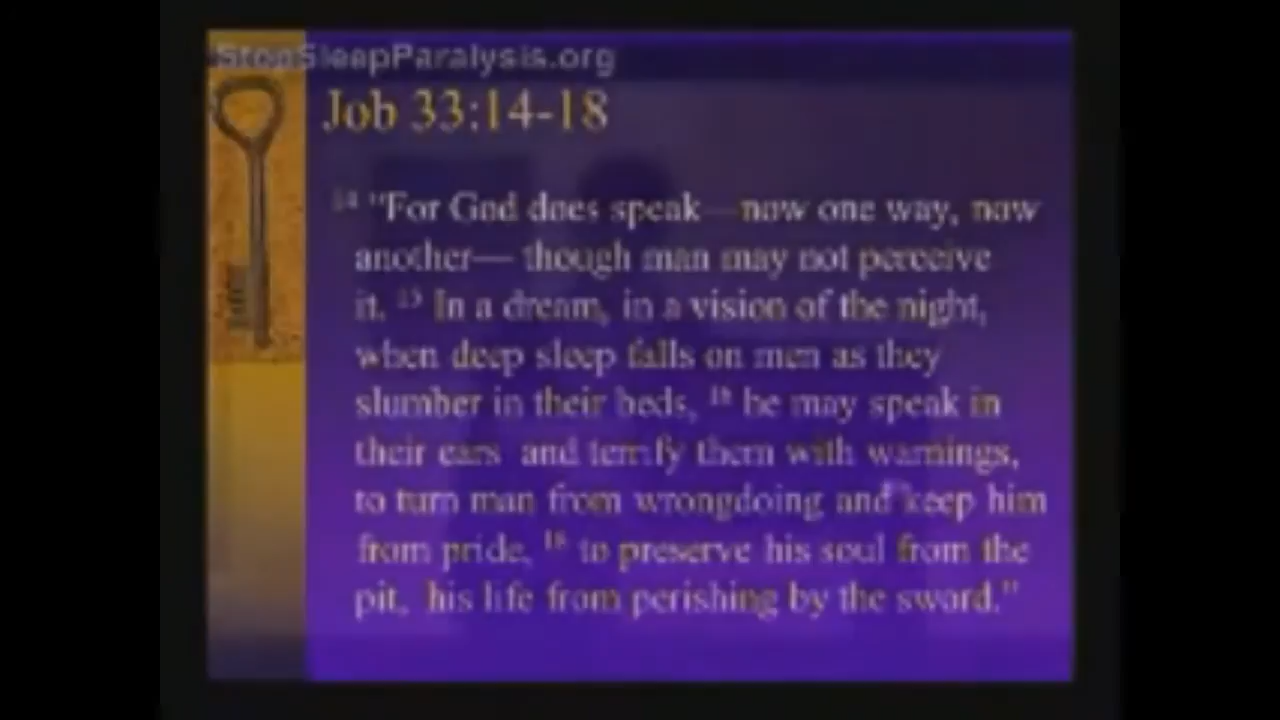 StopSleepParalysis.org
Job 33:14-18
14 "For God does speak—now one way, now
another— though man may not perceive
it. 15 In a dream, in a vision of the night,
when deep sleep falls on men as they
slumber in their beds, 16 he may speak in
their ears and terrify them with warnings,
to turn man from wrongdoing and keep him
from pride, 18 to preserve his soul from the
pit, his life from perishing by the sword."